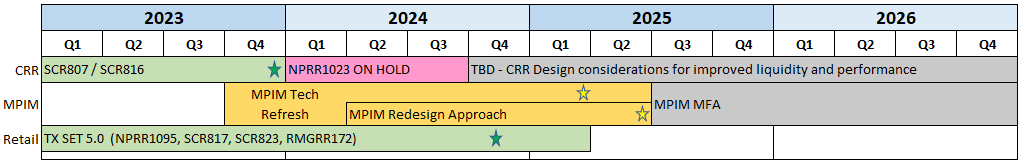 2023 2024 2025 2026
Q1 Q2 Q3 Q4 Q1 Q2 Q3 Q4 Q1 Q2 Q3 Q4 Q1 Q2 Q3 Q4
CRR SCR807 / SCR816 NPRR1023 ON HOLD TBD - CRR Design considerations for improved liquidity and performance
MPIM MPIM Tech
Refresh
MPIM Redesign Approach
MPIM MFA
Retail TX SET 5.0 (NPRR1095, SCR817, SCR823, RMGRR172)